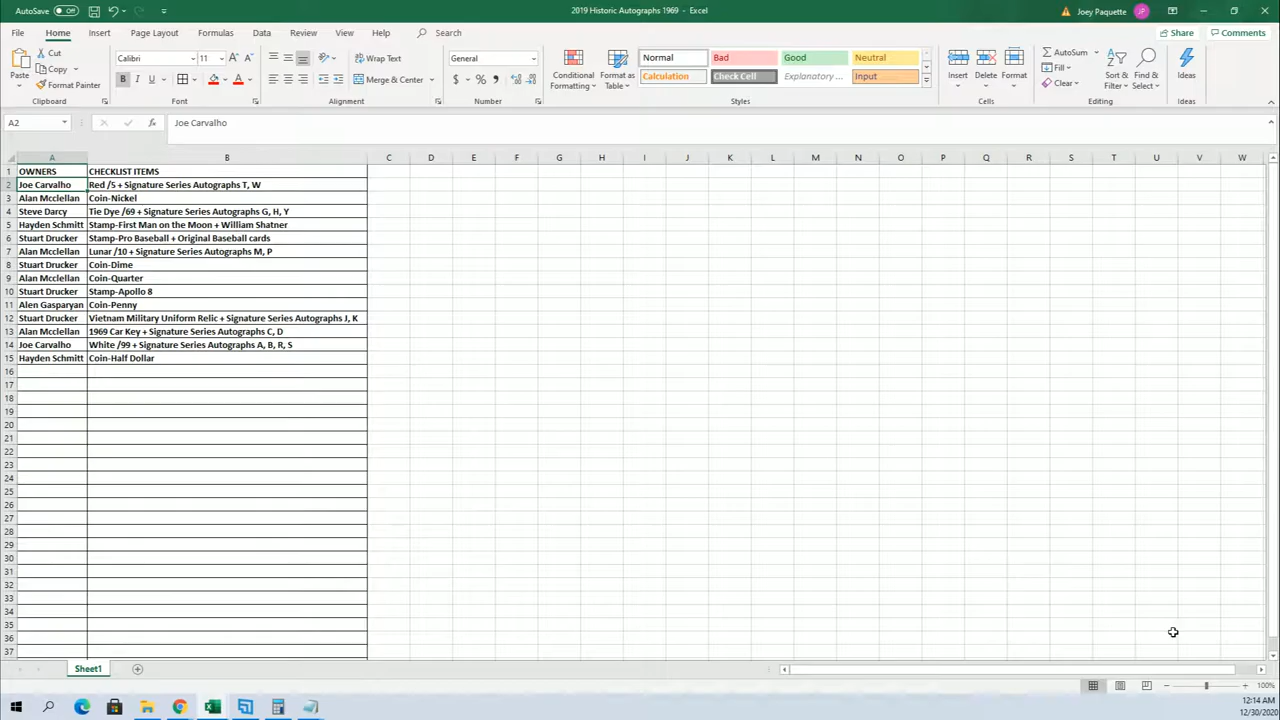 AutoSave Off
2019 Historic Autographs 1969 - Excel
Joey Paquette JP
File Home Insert Page Layout Formulas Data Review View Help Search Share Comments
Paste
Cut
Copy
Format Painter
Clipboard
Calibri 11
B I U
Font
Wrap Text
Merge & Center
Alignment
General
$ % ,
Number
Conditional Formatting
Format as Table
Normal Bad Good Neutral
Calculation Check Cell Explanatory ... Input
Styles
Insert Delete Format
Cells
AutoSum
Fill
Clear
Sort & Filter
Find & Select
Editing
Ideas
Ideas
A2 fx Joe Carvalho
A B C D E F G H I J K L M N O P Q R S T U V W
1 OWNERS CHECKLIST ITEMS
2 Joe Carvalho Red /5 + Signature Series Autographs T, W
3 Alan Mcclellan Coin-Nickel
4 Steve Darcy Tie Dye /69 + Signature Series Autographs G, H, Y
5 Hayden Schmitt Stamp-First Man on the Moon + William Shatner
6 Stuart Drucker Stamp-Pro Baseball + Original Baseball cards
7 Alan Mcclellan Lunar /10 + Signature Series Autographs M, P
8 Stuart Drucker Coin-Dime
9 Alan Mcclellan Coin-Quarter
10 Stuart Drucker Stamp-Apollo 8
11 Alen Gasparyan Coin-Penny
12 Stuart Drucker Vietnam Military Uniform Relic + Signature Series Autographs J, K
13 Alan Mcclellan 1969 Car Key + Signature Series Autographs C, D
14 Joe Carvalho White /99 + Signature Series Autographs A, B, R, S
15 Hayden Schmitt Coin-Half Dollar
16
17
18
19
20
21
22
23
24
25
26
27
28
29
30
31
32
33
34
35
36
37
Sheet1
100%
12:14 AM
12/30/2020